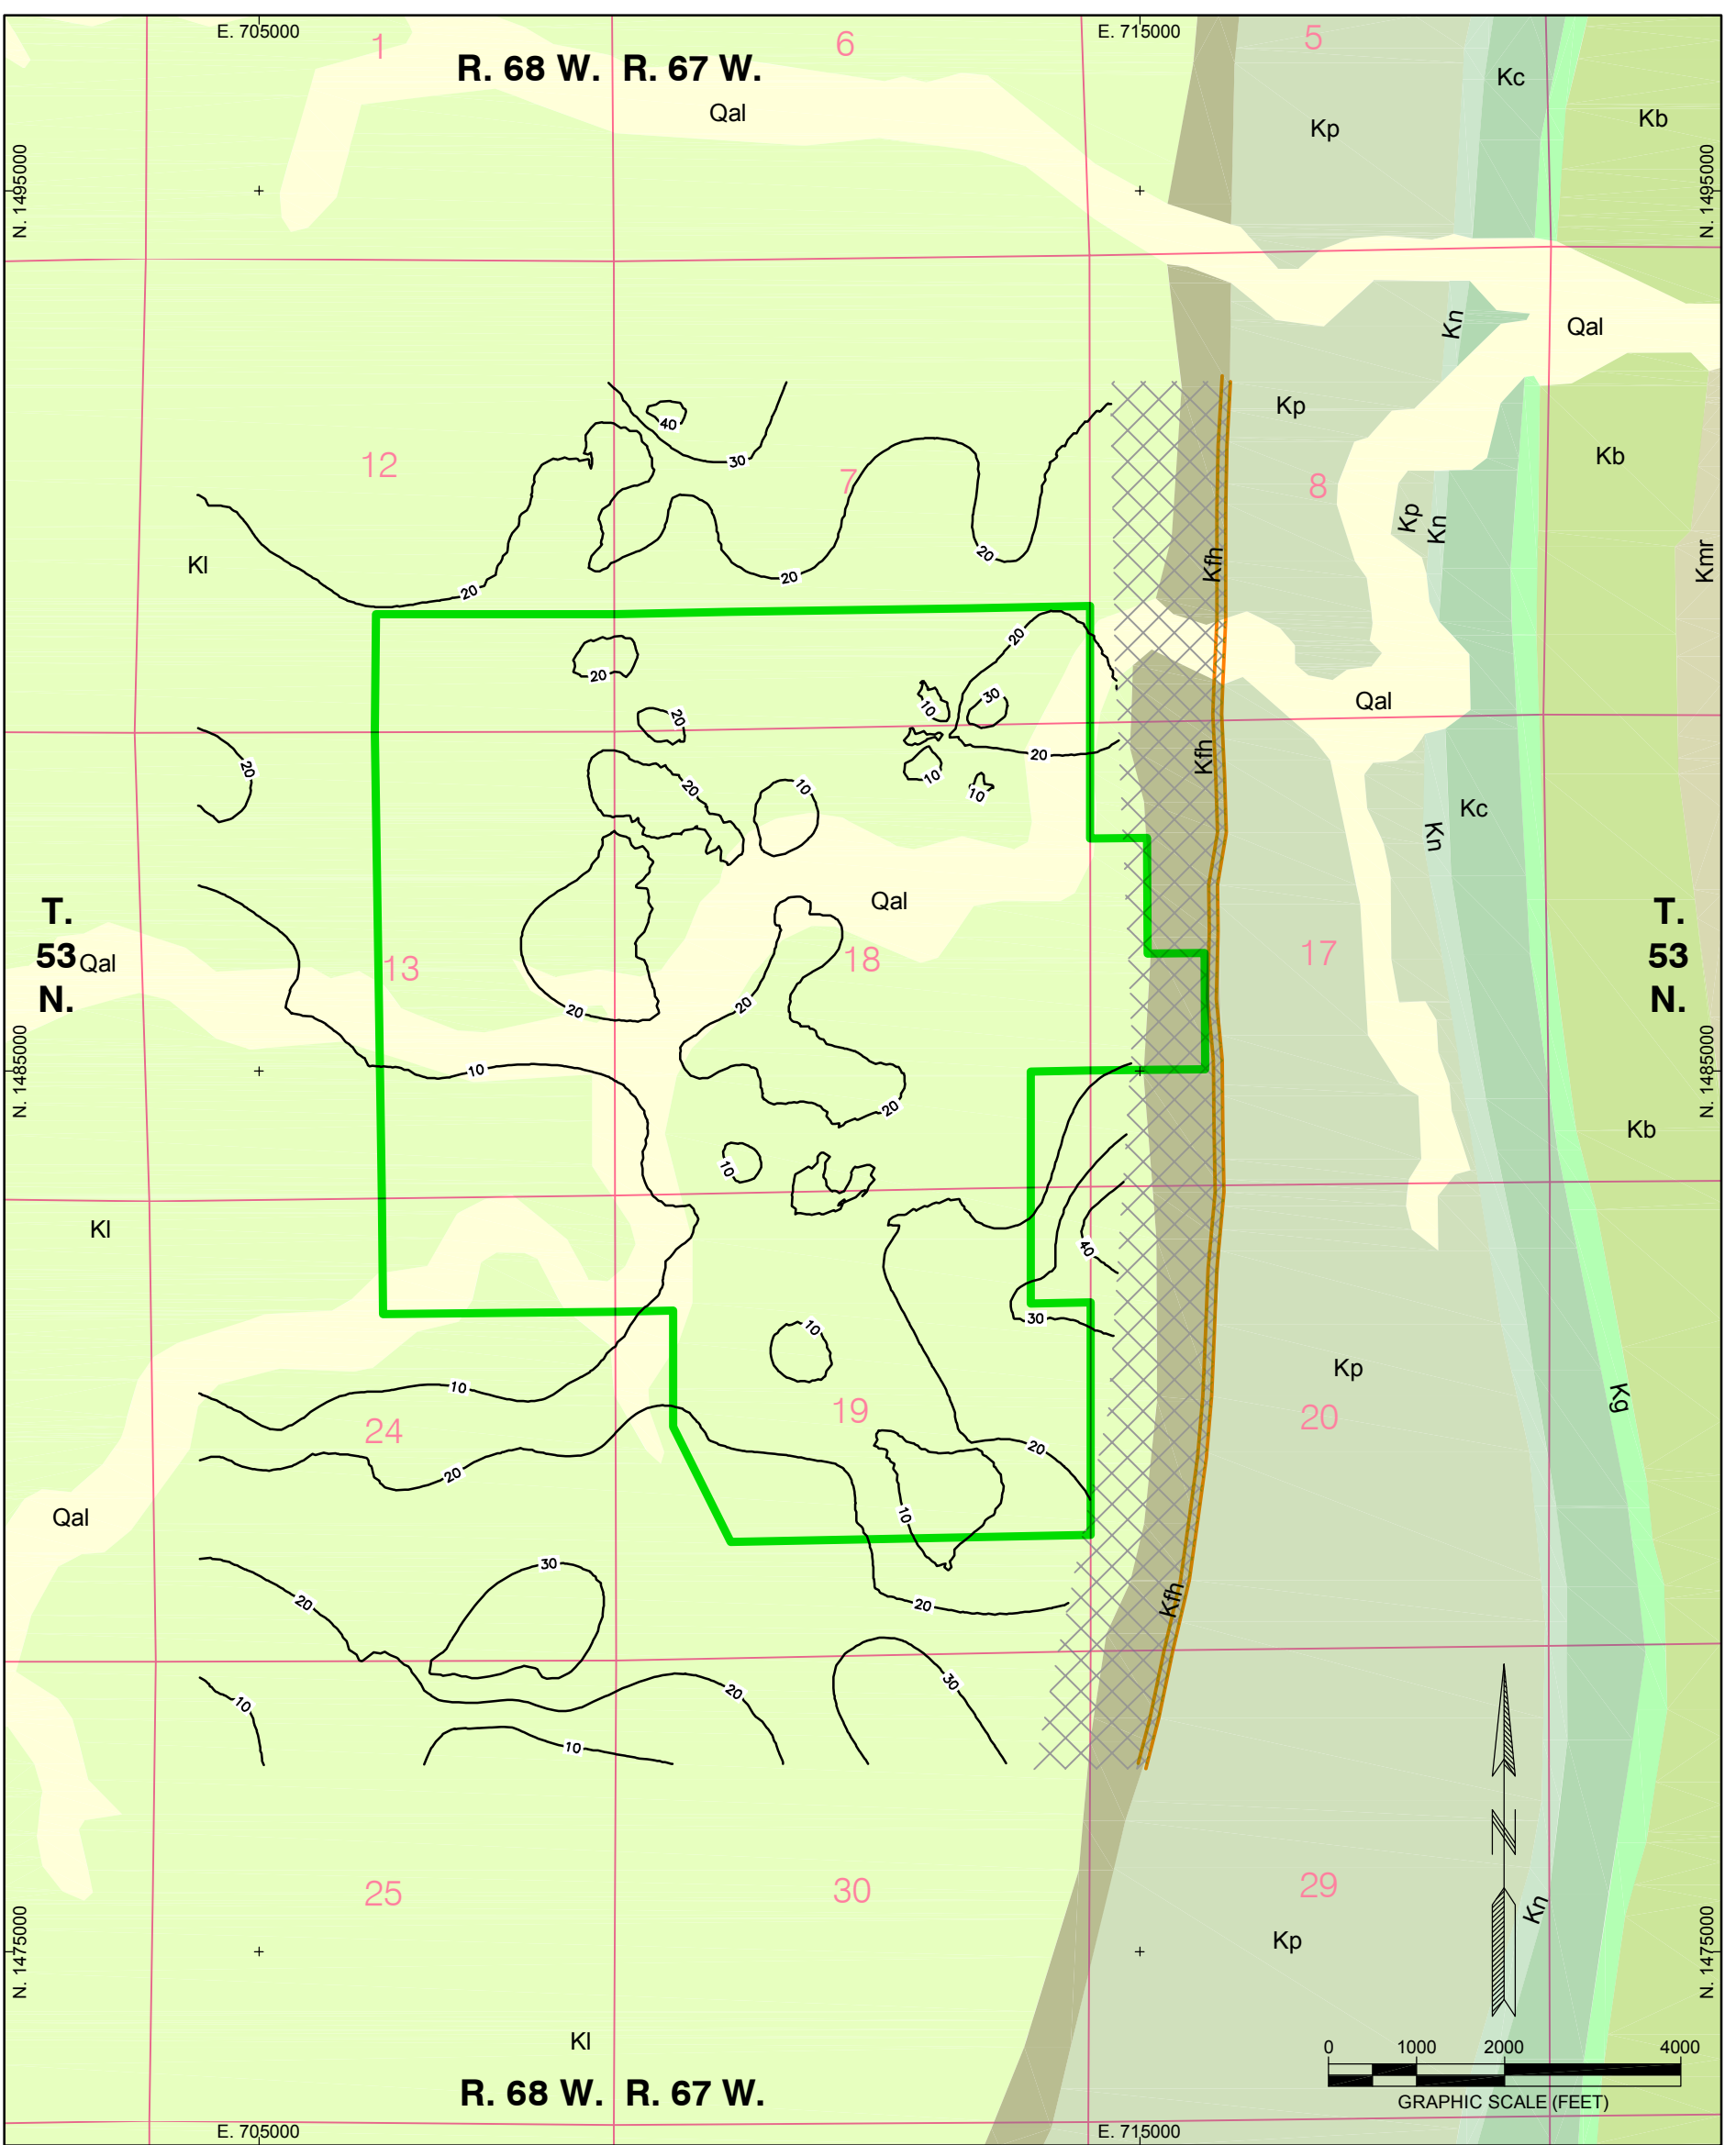 E. 705000
E. 715000
1
6
5
R. 68 W. R. 67 W.
Kc
Qal
Kb
Kp
N. 1495000
N. 1495000
Kn
Qal
Kp
40
30
12
7
Kb
8
Kp
Kn
20
Kl
Kfh
Kmr
20
20
20
20
30
20
10
Qal
20
20
Kfh
20
10
20
10
10
Kc
Kn
T.
53
N.
Qal
Qal
T.
53
N.
13
18
17
20
20
10
N. 1485000
N. 1485000
20
Kb
10
Kl
40
10
30
Kp
10
Kg
19
20
24
20
20
10
Qal
30
20
Kfh
20
10
20
30
10
25
30
29
Kn
Kp
N. 1475000
N. 1475000
N
Kl
0 1000 2000 4000
GRAPHIC SCALE (FEET)
R. 68 W. R. 67 W.
E. 705000
E. 715000